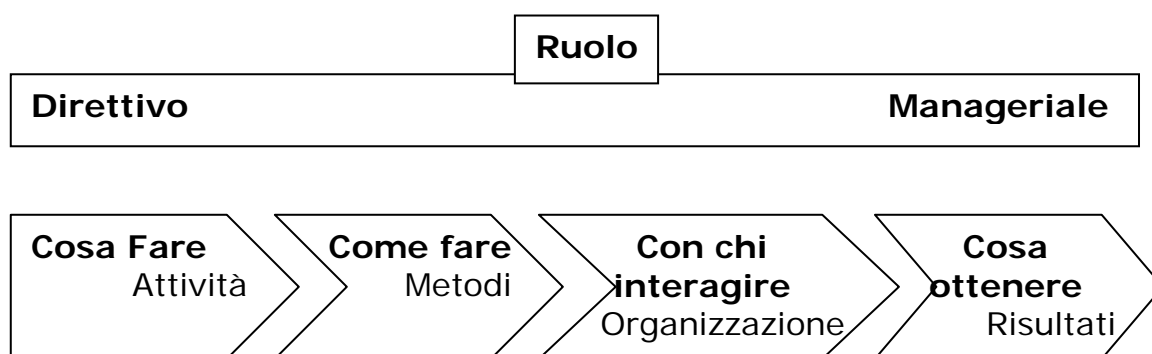 Ruolo
Direttivo Manageriale
Cosa Fare
Attività
Come fare
Metodi
Con chi
interagire
Organizzazione
Cosa
ottenere
Risultati